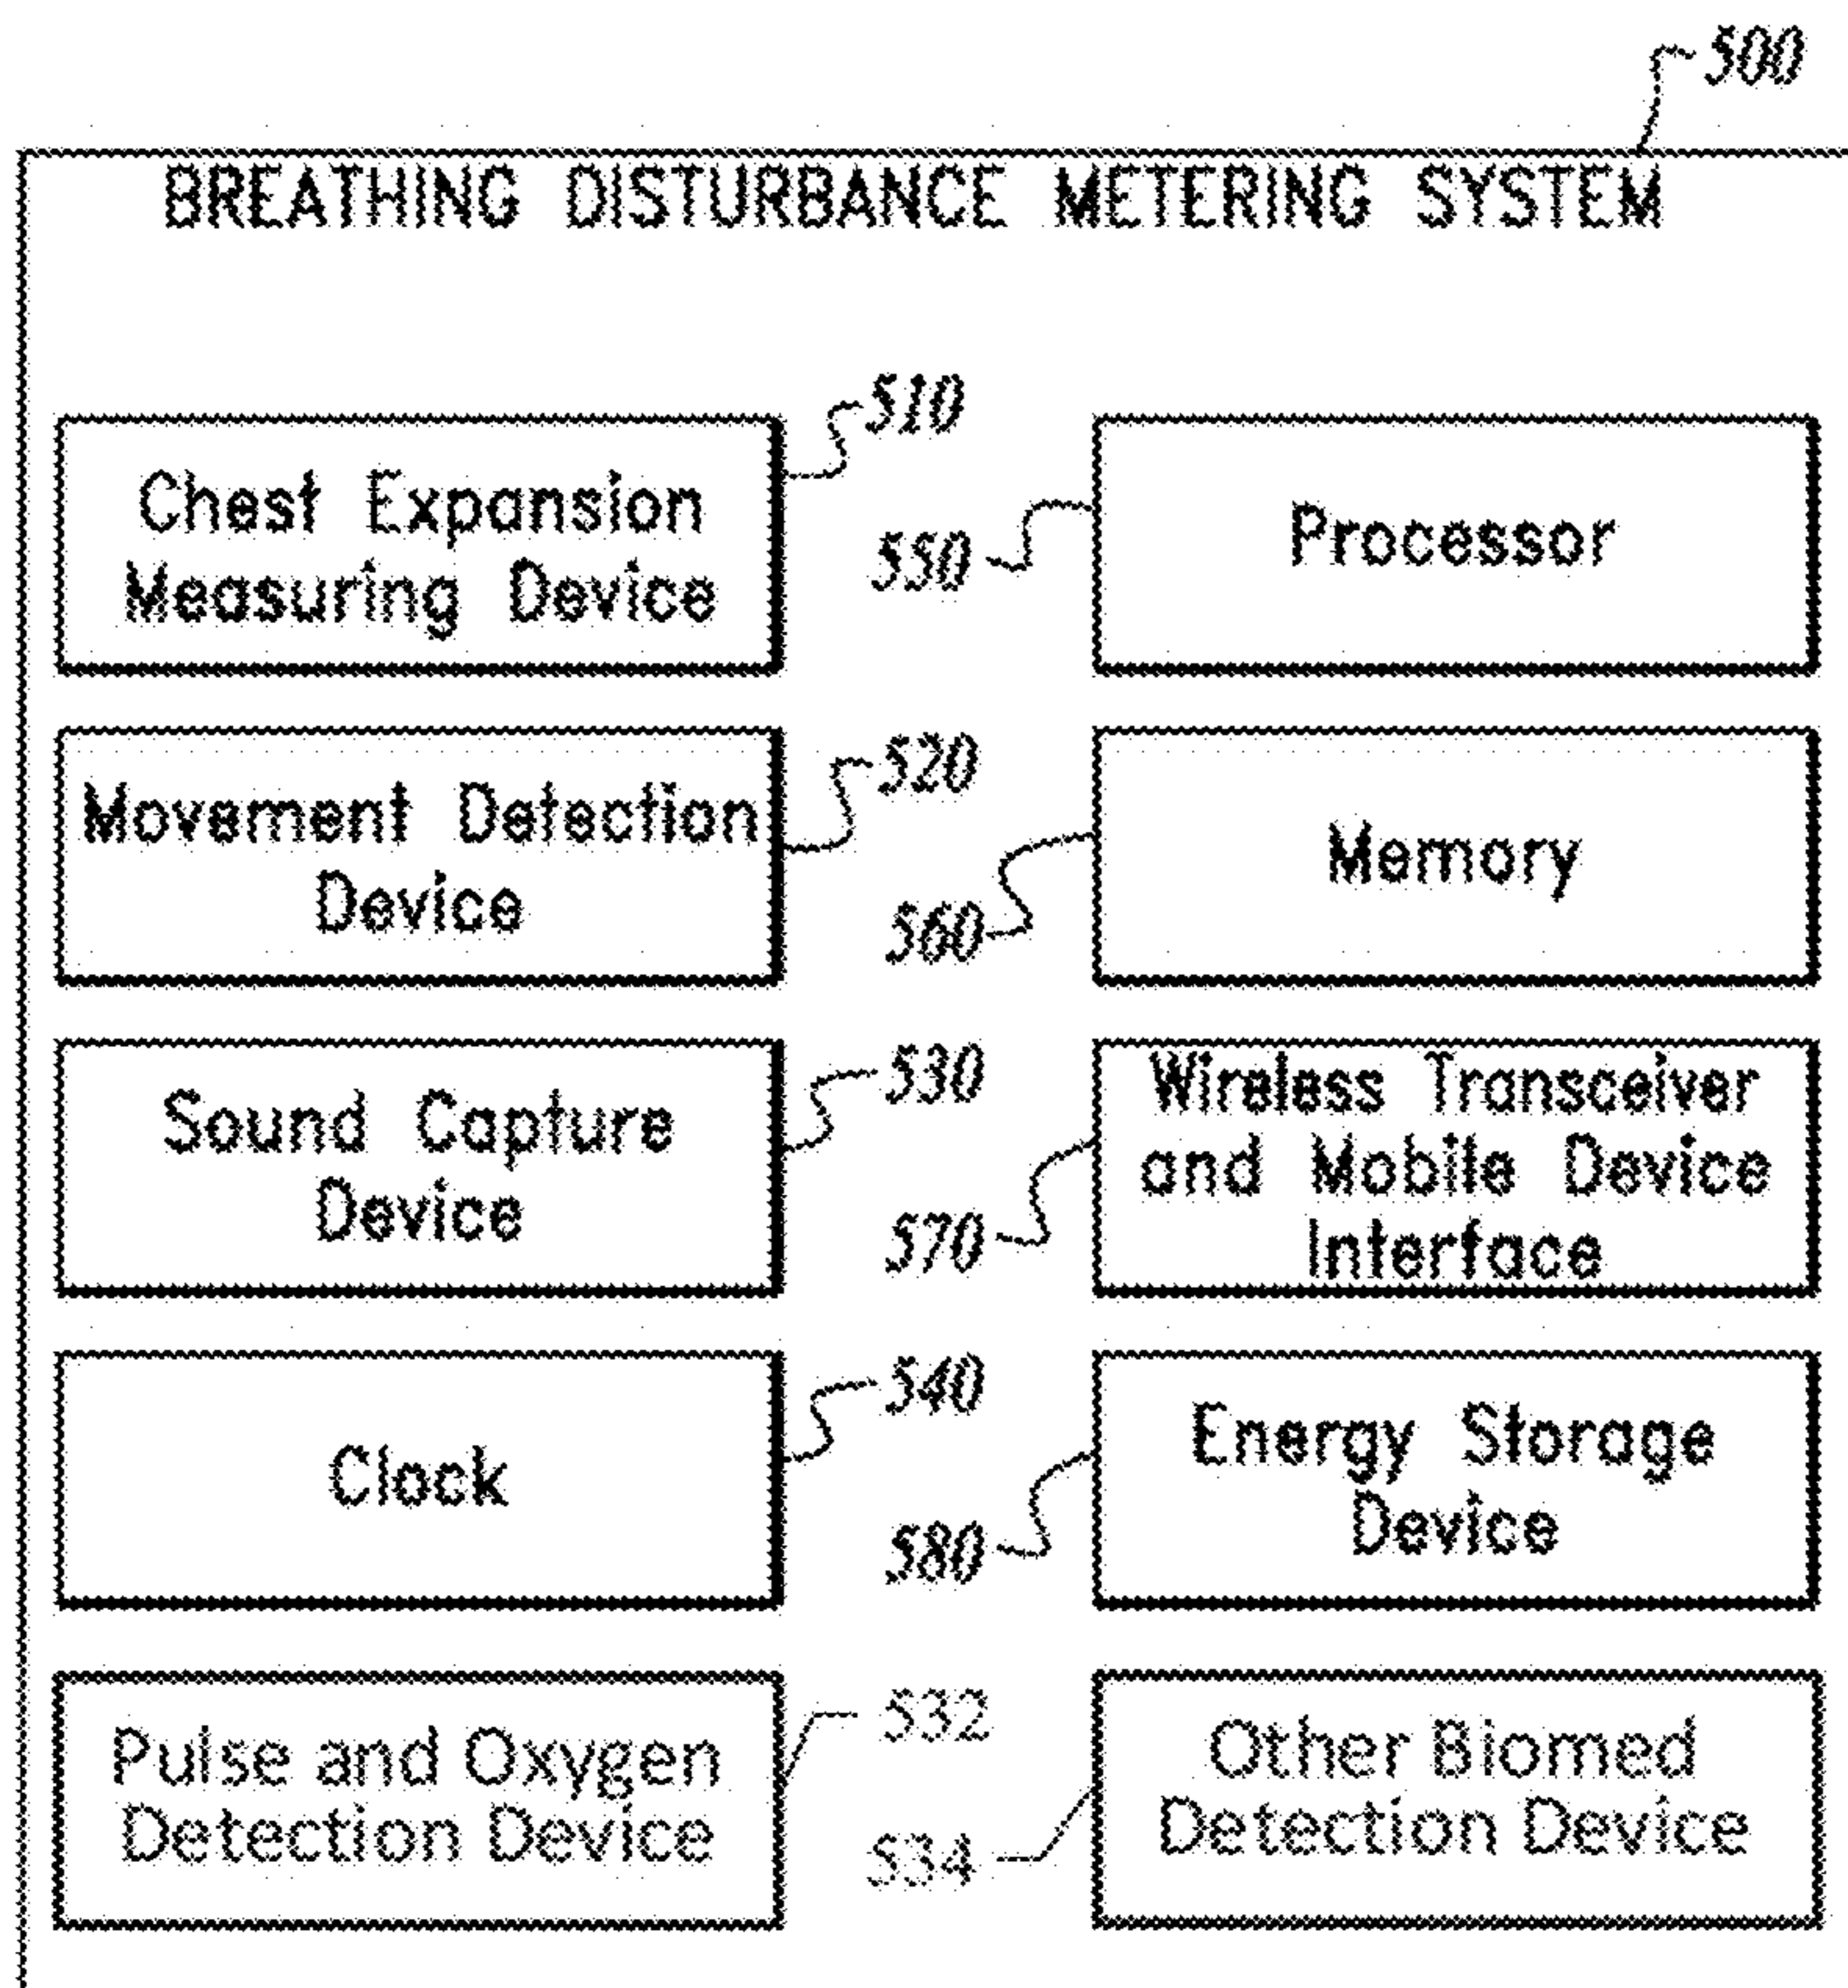 500
BREATHING DISTURBANCE METERING SYSTEM
510
Chest Expansion
Measuring Device
550
Processor
520
Movement Detection
Device
560
Memory
530
Sound Capture
Device
570
Wireless Transceiver
and Mobile Device
Interface
540
Clock
580
Energy Storage
Device
532
Pulse and Oxygen
Detection Device
534
Other Biomed
Detection Device